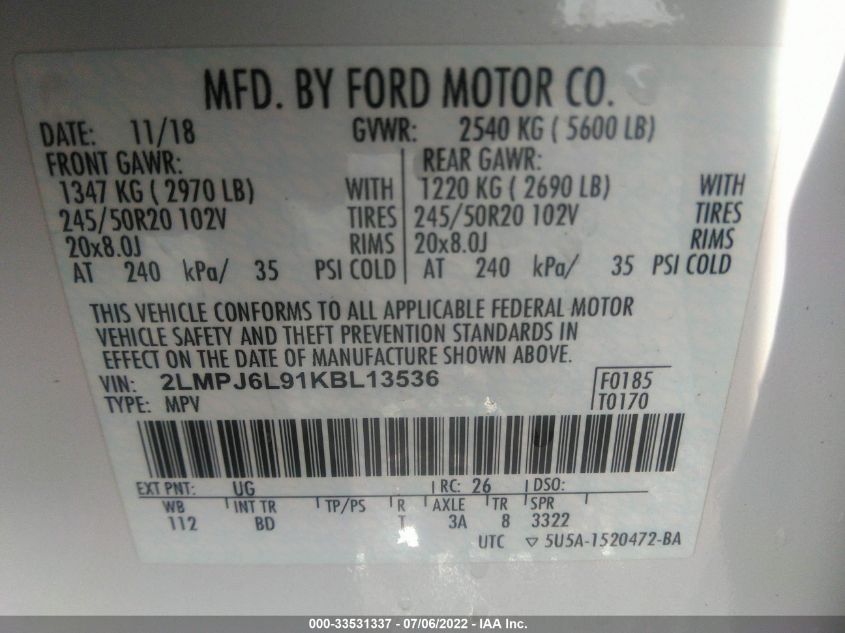 MFD. BY FORD MOTOR CO.
DATE: 11/18 GVWR: 2540 KG ( 5600 LB)
FRONT GAWR: REAR GAWR:
1347 KG ( 2970 LB) WITH 1220 KG ( 2690 LB) WITH
245/50R20 102V TIRES 245/50R20 102V TIRES
20x8.0J RIMS 20x8.0J RIMS
AT 240 kPa/ 35 PSI COLD AT 240 kPa/ 35 PSI COLD
THIS VEHICLE CONFORMS TO ALL APPLICABLE FEDERAL MOTOR
VEHICLE SAFETY AND THEFT PREVENTION STANDARDS IN
EFFECT ON THE DATE OF MANUFACTURE SHOWN ABOVE.
VIN: 2LMPJ6L91KBL13536 F0185
TYPE: MPV T0170
EXT PNT: UG RC: 26 DSO:
WB INT TR TP/PS R AXLE TR SPR
112 BD T 3A 8 3322
UTC ▽ 5U5A-1520472-BA
000-33531337 - 07/06/2022 - IAA Inc.